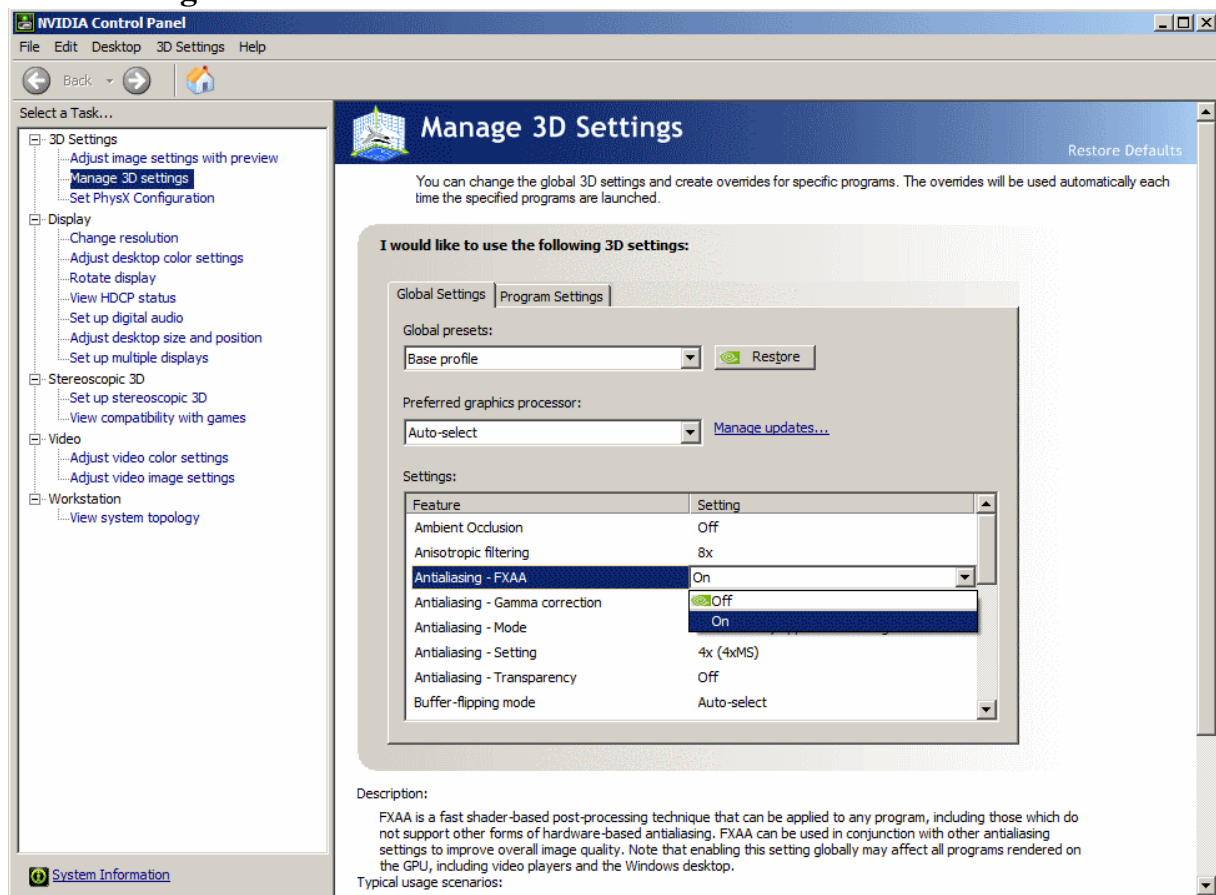 NVIDIA Control Panel
File Edit Desktop 3D Settings Help
Back
Select a Task...
3D Settings
Adjust image settings with preview
Manage 3D settings
Set PhysX Configuration
Display
Change resolution
Adjust desktop color settings
Rotate display
View HDCP status
Set up digital audio
Adjust desktop size and position
Set up multiple displays
Stereoscopic 3D
Set up stereoscopic 3D
View compatibility with games
Video
Adjust video color settings
Adjust video image settings
Workstation
View system topology
System Information
Manage 3D Settings
Restore Defaults
You can change the global 3D settings and create overrides for specific programs. The overrides will be used automatically each
time the specified programs are launched.
I would like to use the following 3D settings:
Global Settings Program Settings
Global presets:
Base profile Restore
Preferred graphics processor:
Auto-select Manage updates...
Settings:
Feature Setting
Ambient Occlusion Off
Anisotropic filtering 8x
Antialiasing - FXAA On
Antialiasing - Gamma correction Off
On
Antialiasing - Mode
Antialiasing - Setting 4x (4xMS)
Antialiasing - Transparency Off
Buffer-flipping mode Auto-select
Description:
FXAA is a fast shader-based post-processing technique that can be applied to any program, including those which do
not support other forms of hardware-based antialiasing. FXAA can be used in conjunction with other antialiasing
settings to improve overall image quality. Note that enabling this setting globally may affect all programs rendered on
the GPU, including video players and the Windows desktop.
Typical usage scenarios: